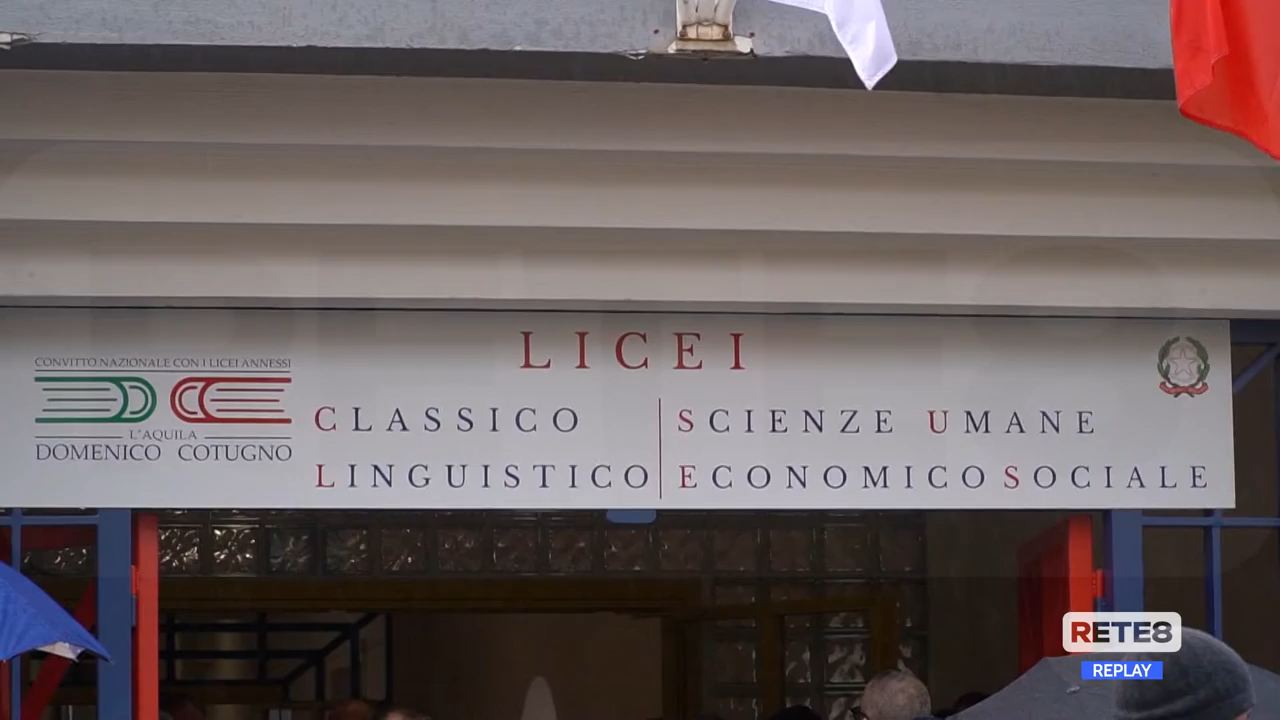 LICEI
CONVITTO NAZIONALE CON I LICEI ANNESSI
L'AQUILA
DOMENICO COTUGNO
CLASSICO
LINGUISTICO
SCIENZE UMANE
ECONOMICO SOCIALE
RETE8
REPLAY